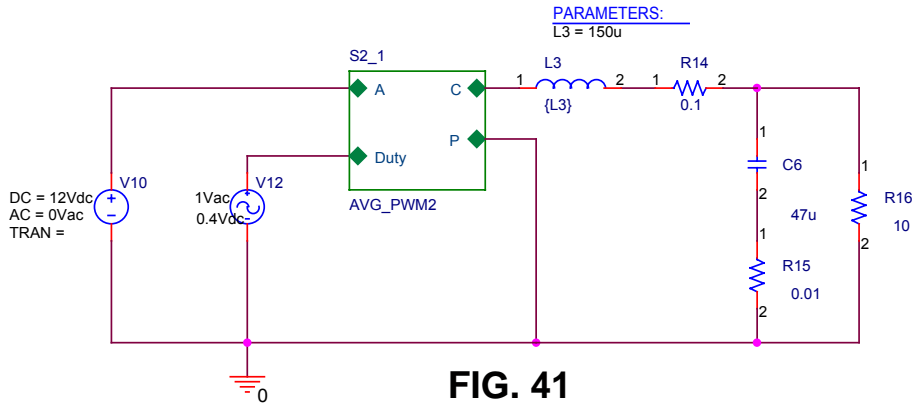 PARAMETERS:
L3 = 150u
S2_1
L3
R14
A
C
1
2
1
2
{L3}
0.1
1
P
C6
1
Duty
V10
V12
2
R16
DC = 12Vdc
AC = 0Vac
TRAN =
1Vac
0.4Vdc
AVG_PWM2
47u
10
1
2
R15
0.01
2
0
FIG. 41